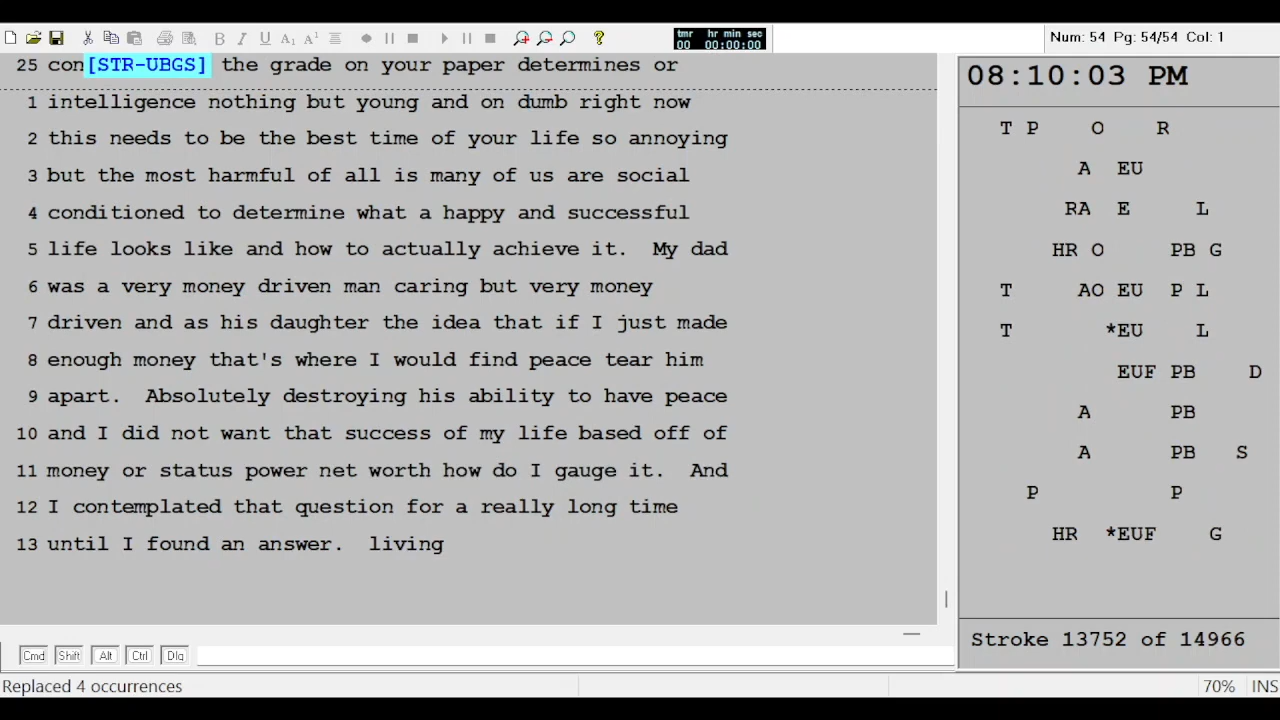 B I U A₁ A¹
tmr hr min sec
00 00:00:00
Num: 54 Pg: 54/54 Col: 1
25 con[STR-UBGS] the grade on your paper determines or
1 intelligence nothing but young and on dumb right now
2 this needs to be the best time of your life so annoying
3 but the most harmful of all is many of us are social
4 conditioned to determine what a happy and successful
5 life looks like and how to actually achieve it.  My dad
6 was a very money driven man caring but very money
7 driven and as his daughter the idea that if I just made
8 enough money that's where I would find peace tear him
9 apart.  Absolutely destroying his ability to have peace
10 and I did not want that success of my life based off of
11 money or status power net worth how do I gauge it.  And
12 I contemplated that question for a really long time
13 until I found an answer.  living
08:10:03 PM
T P O R
A EU
RA E L
HR O PB G
T AO EU P L
T *EU L
EUF PB D
A PB
A PB S
P P
HR *EUF G
Stroke 13752 of 14966
Cmd Shift Alt Ctrl Dlg
Replaced 4 occurrences
70% INS